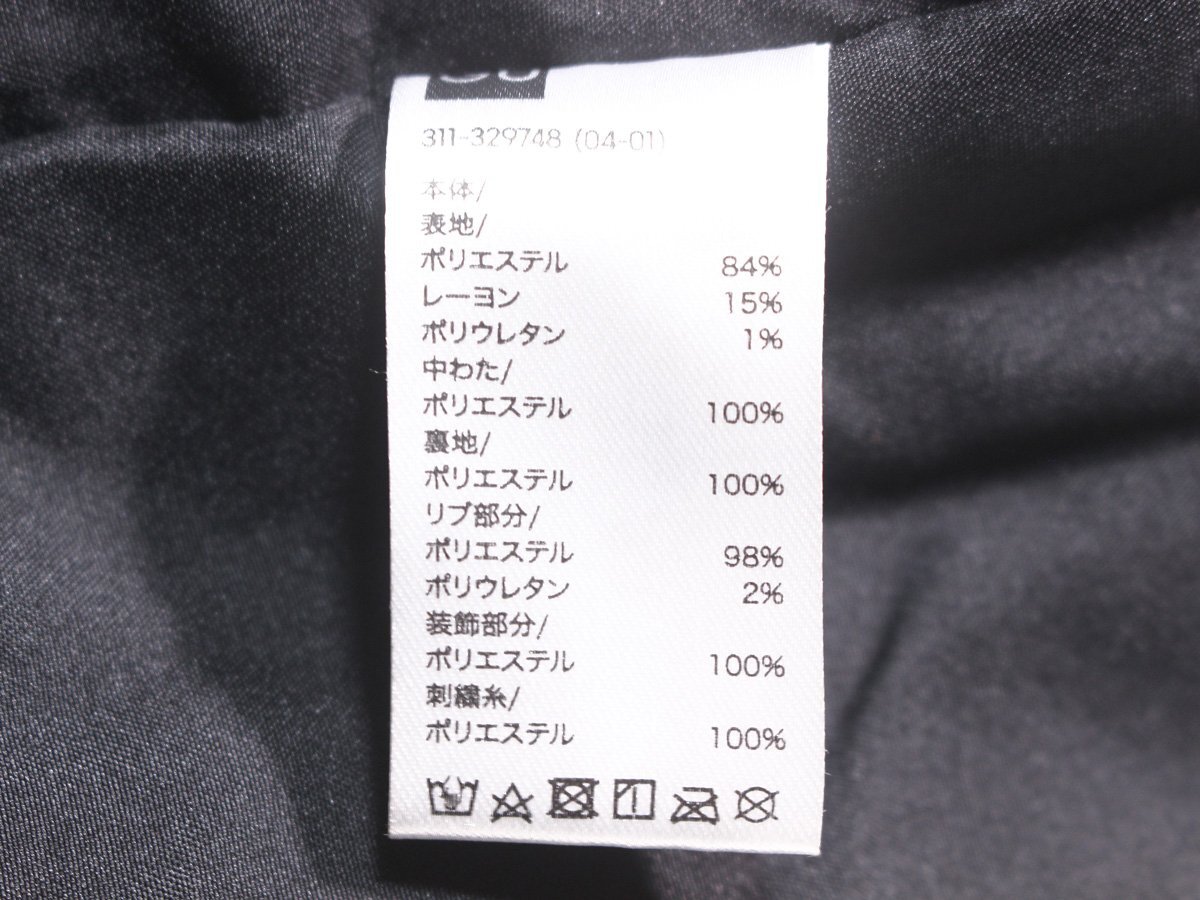 311-329748 (04-01)
本体/
表地/
ポリエステル 84%
レーヨン 15%
ポリウレタン 1%
中わた/
ポリエステル 100%
裏地/
ポリエステル 100%
リブ部分/
ポリエステル 98%
ポリウレタン 2%
装飾部分/
ポリエステル 100%
刺繍糸/
ポリエステル 100%